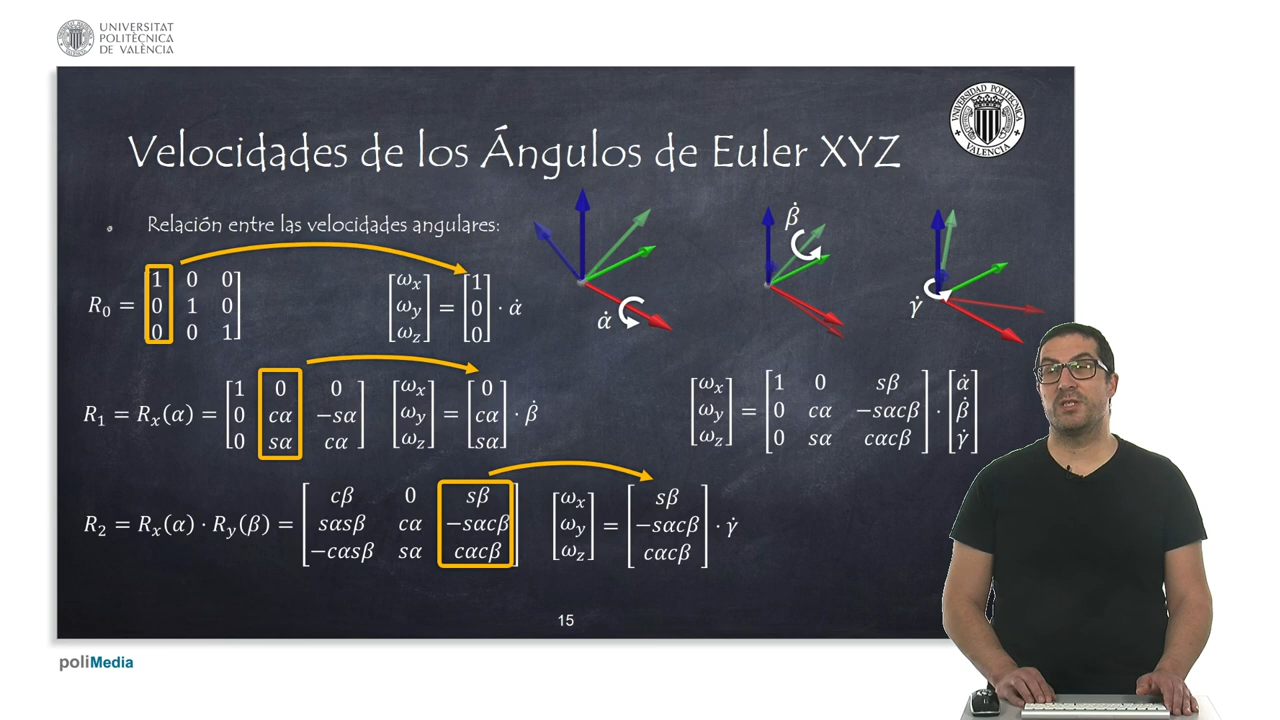 UNIVERSITAT
POLITÈCNICA
DE VALÈNCIA
UNIVERSIDAD POLITECNICA
VALENCIA
Velocidades de los Ángulos de Euler XYZ
• Relación entre las velocidades angulares:
R₀ = [1 0 0; 0 1 0; 0 0 1]
[ωx; ωy; ωz] = [1; 0; 0] · α̇
α̇
β̇
γ̇
R₁ = Rx(α) = [1 0 0; 0 cα −sα; 0 sα cα]
[ωx; ωy; ωz] = [0; cα; sα] · β̇
[ωx; ωy; ωz] = [1 0 sβ; 0 cα −sαcβ; 0 sα cαcβ] · [α̇; β̇; γ̇]
R₂ = Rx(α) · Ry(β) = [cβ 0 sβ; sαsβ cα −sαcβ; −cαsβ sα cαcβ]
[ωx; ωy; ωz] = [sβ; −sαcβ; cαcβ] · γ̇
15
poliMedia